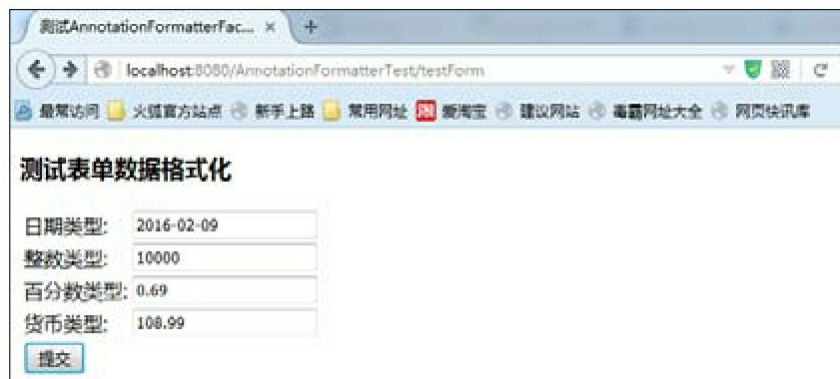 测试AnnotationFormatterFac... × +
localhost:8080/AnnotationFormatterTest/testForm
最常访问 火狐官方站点 新手上路 常用网址 爱淘宝 建议网站 毒霸网址大全 网页快讯库
测试表单数据格式化
日期类型: 2016-02-09
整数类型: 10000
百分数类型: 0.69
货币类型: 108.99
提交